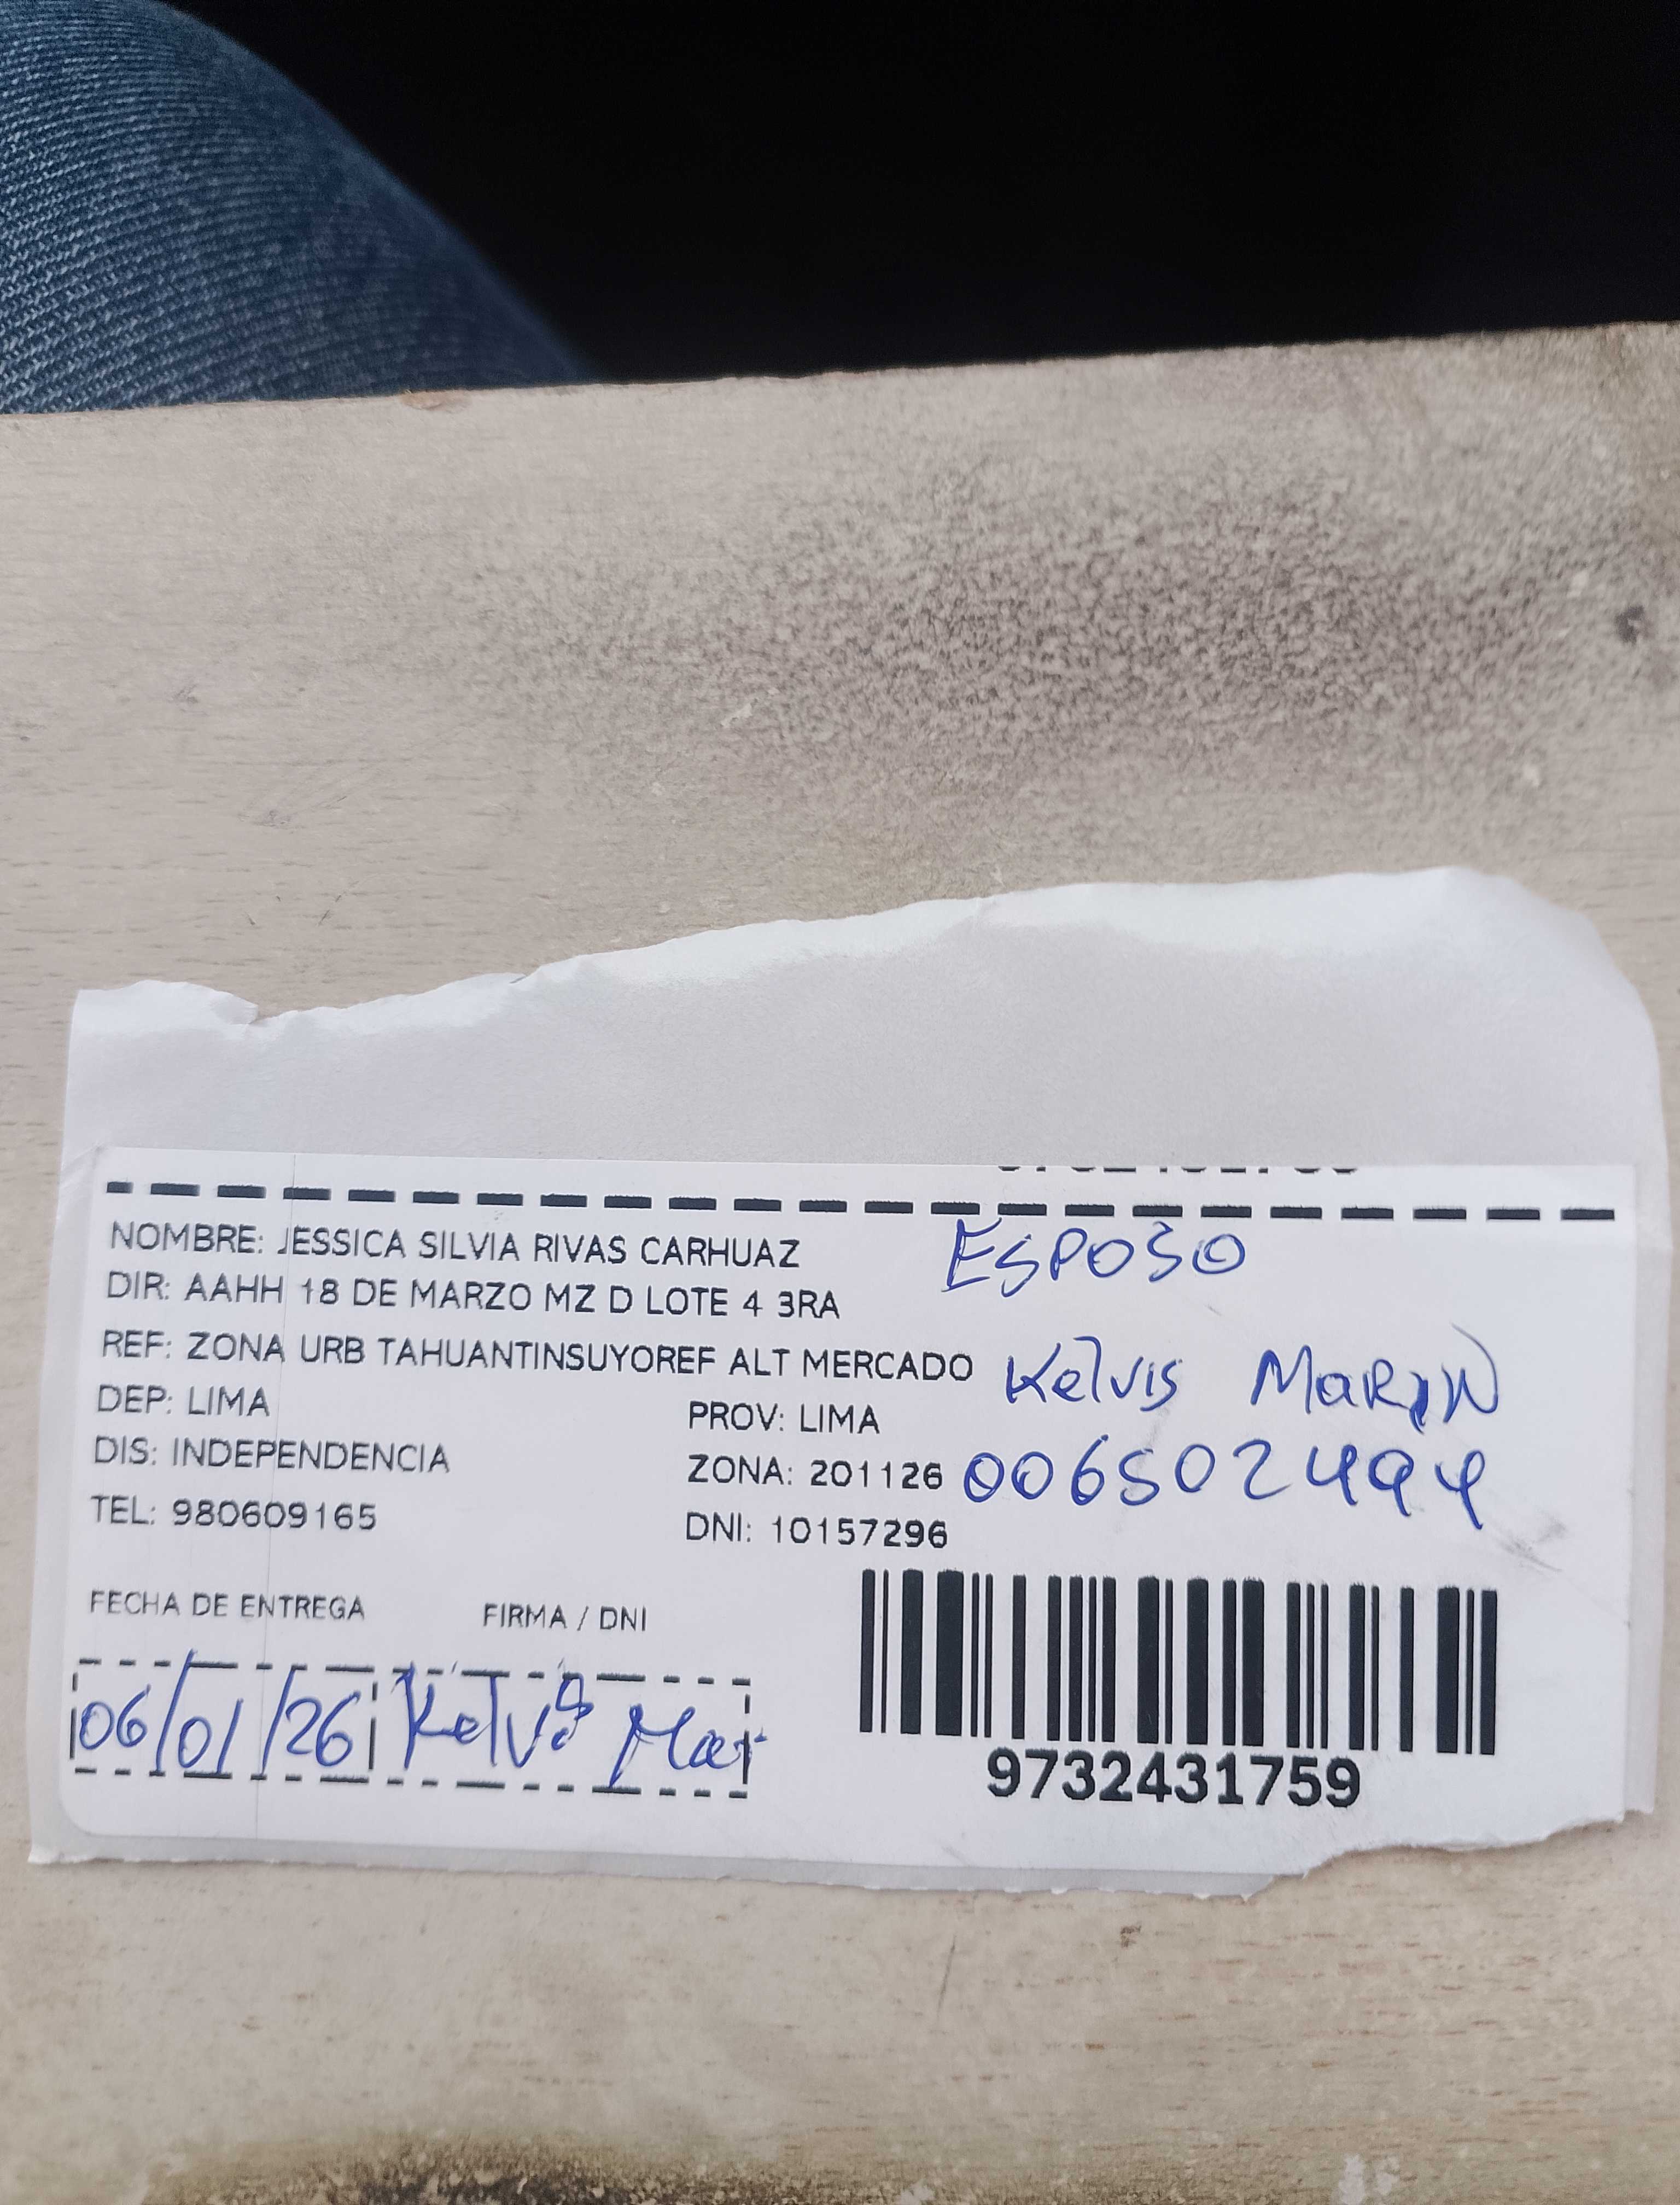 NOMBRE: JESSICA SILVIA RIVAS CARHUAZ
ESPOSO
DIR: AAHH 18 DE MARZO MZ D LOTE 4 3RA
REF: ZONA URB TAHUANTINSUYOREF ALT MERCADO
Kelvis MaRIN
DEP: LIMA
PROV: LIMA
DIS: INDEPENDENCIA
ZONA: 201126
006502494
TEL: 980609165
DNI: 10157296
FECHA DE ENTREGA
FIRMA / DNI
06/01/26
Kelvis Mar
9732431759